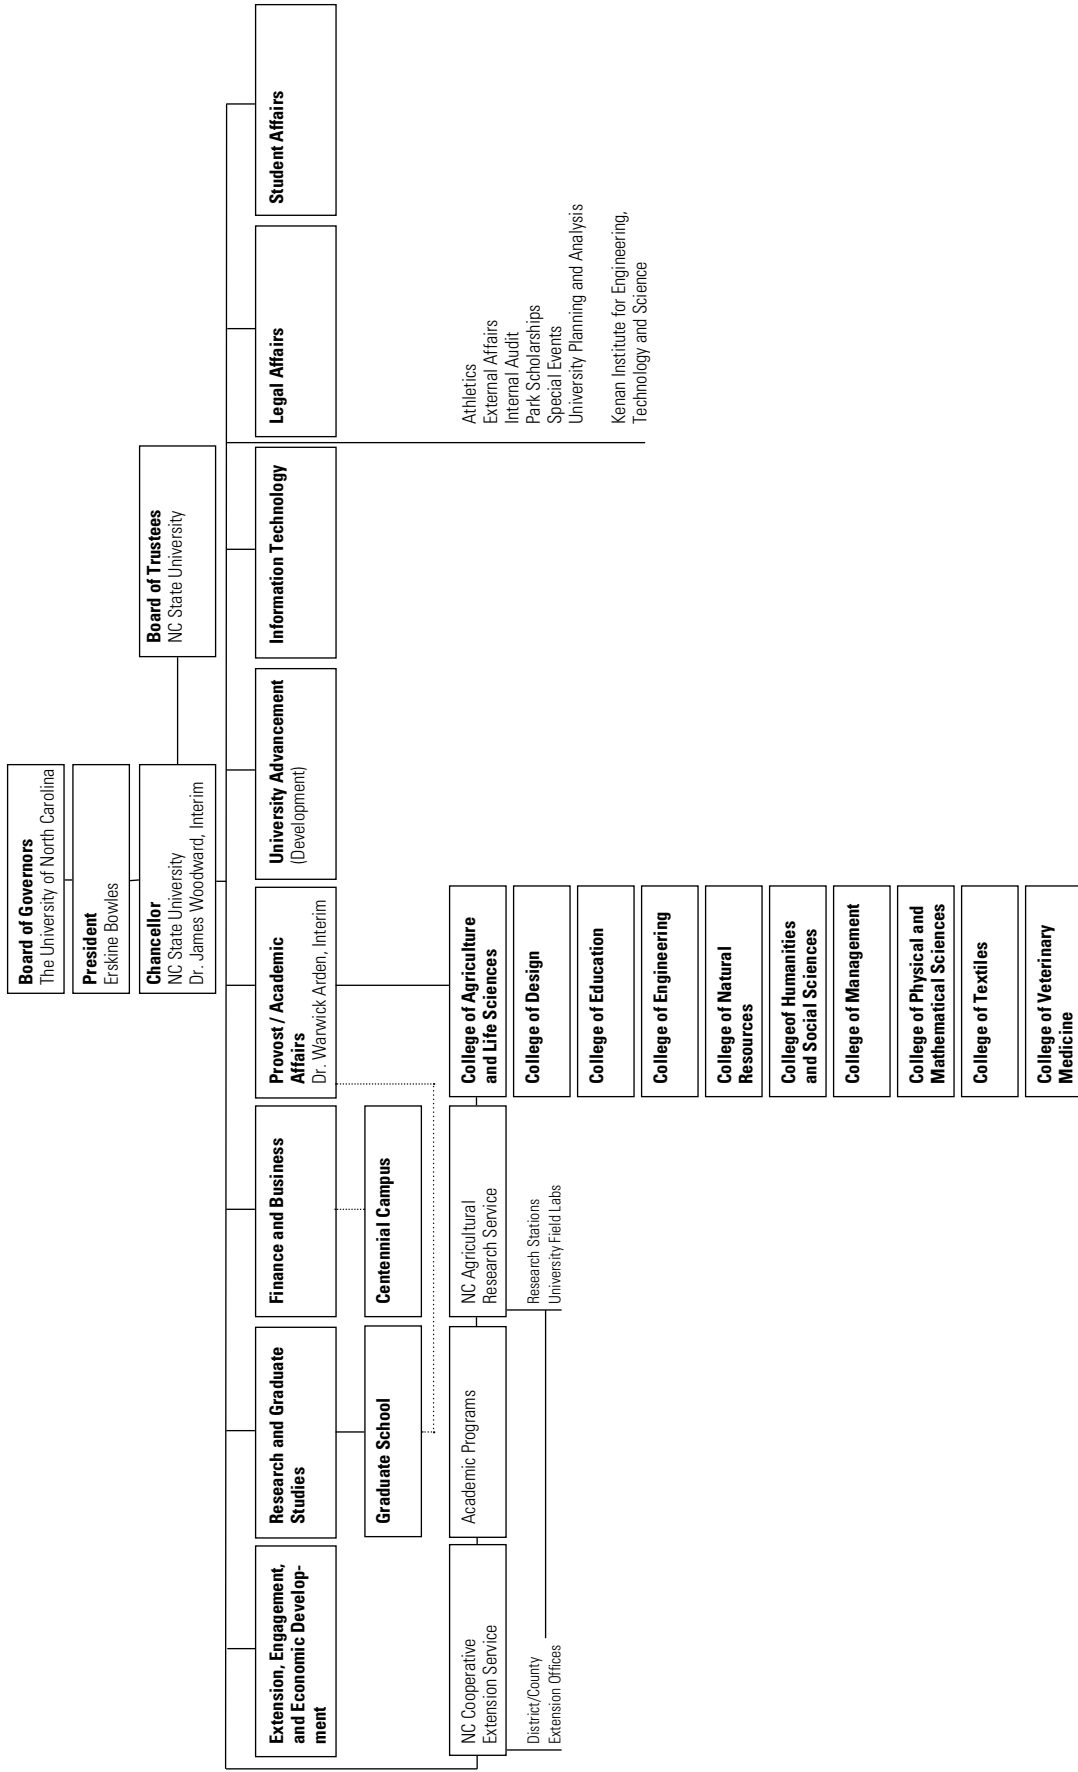 Board of Governors
The University of North Carolina
President
Erskine Bowles
Chancellor
NC State University
Dr. James Woodward, Interim
Board of Trustees
NC State University
Extension, Engagement,
and Economic Develop-
ment
Research and Graduate
Studies
Finance and Business
Provost / Academic
Affairs
Dr. Warwick Arden, Interim
University Advancement
(Development)
Information Technology
Legal Affairs
Student Affairs
Graduate School
Centennial Campus
Athletics
External Affairs
Internal Audit
Park Scholarships
Special Events
University Planning and Analysis
Kenan Institute for Engineering,
Technology and Science
NC Cooperative
Extension Service
Academic Programs
NC Agricultural
Research Service
College of Agriculture
and Life Sciences
District/County
Extension Offices
Research Stations
University Field Labs
College of Design
College of Education
College of Engineering
College of Natural
Resources
Collegeof Humanities
and Social Sciences
College of Management
College of Physical and
Mathematical Sciences
College of Textiles
College of Veterinary
Medicine